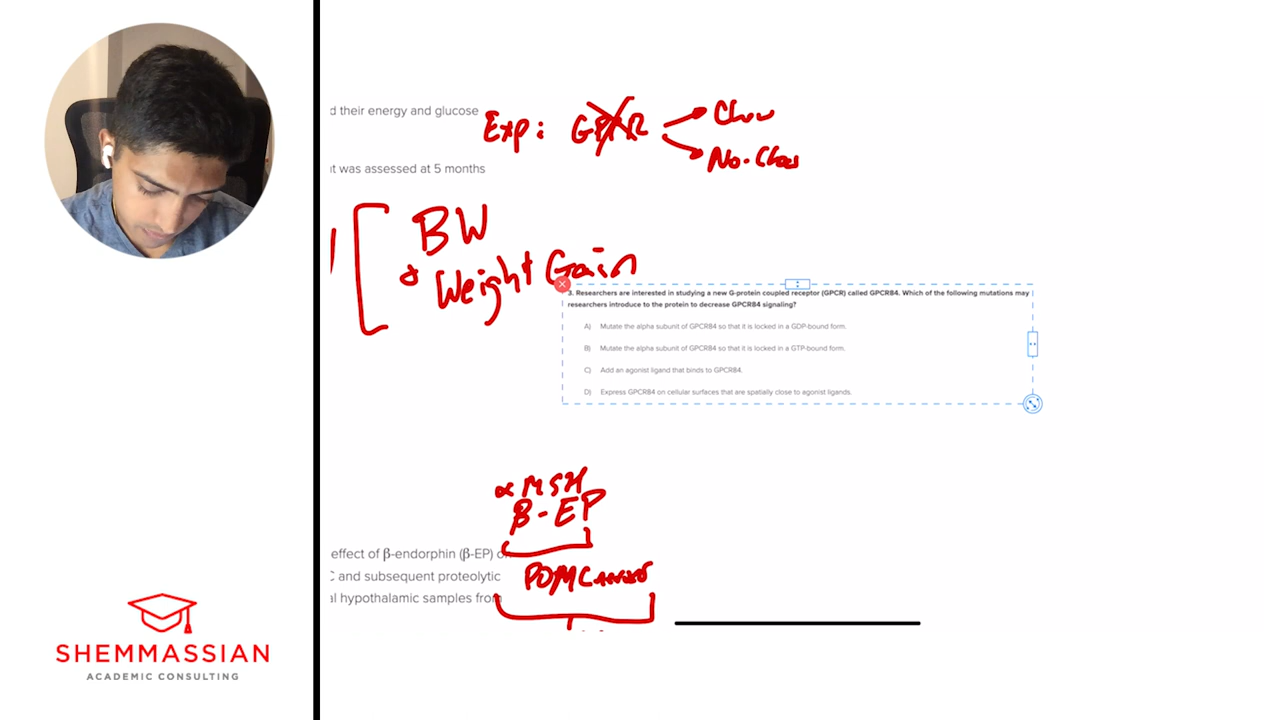 d their energy and glucose
Exp: GPCR
Chow
No-Chow
it was assessed at 5 months
BW
Weight Gain
3. Researchers are interested in studying a new G-protein coupled receptor (GPCR) called GPCR84. Which of the following mutations may
researchers introduce to the protein to decrease GPCR84 signaling?
A) Mutate the alpha subunit of GPCR84 so that it is locked in a GDP-bound form.
B) Mutate the alpha subunit of GPCR84 so that it is locked in a GTP-bound form.
C) Add an agonist ligand that binds to GPCR84.
D) Express GPCR84 on cellular surfaces that are spatially close to agonist ligands.
α MSH
β-EP
effect of β-endorphin (β-EP) o
C and subsequent proteolytic
POMC
al hypothalamic samples from
SHEMMASSIAN
ACADEMIC CONSULTING